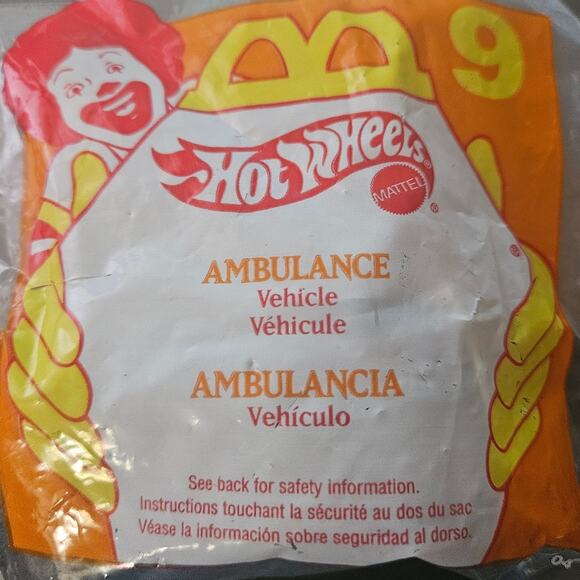 9
HOT WHEELS®
MATTEL®
®
AMBULANCE
Vehicle
Véhicule
AMBULANCIA
Vehículo
See back for safety information.
Instructions touchant la sécurité au dos du sac
Véase la información sobre seguridad al dorso.